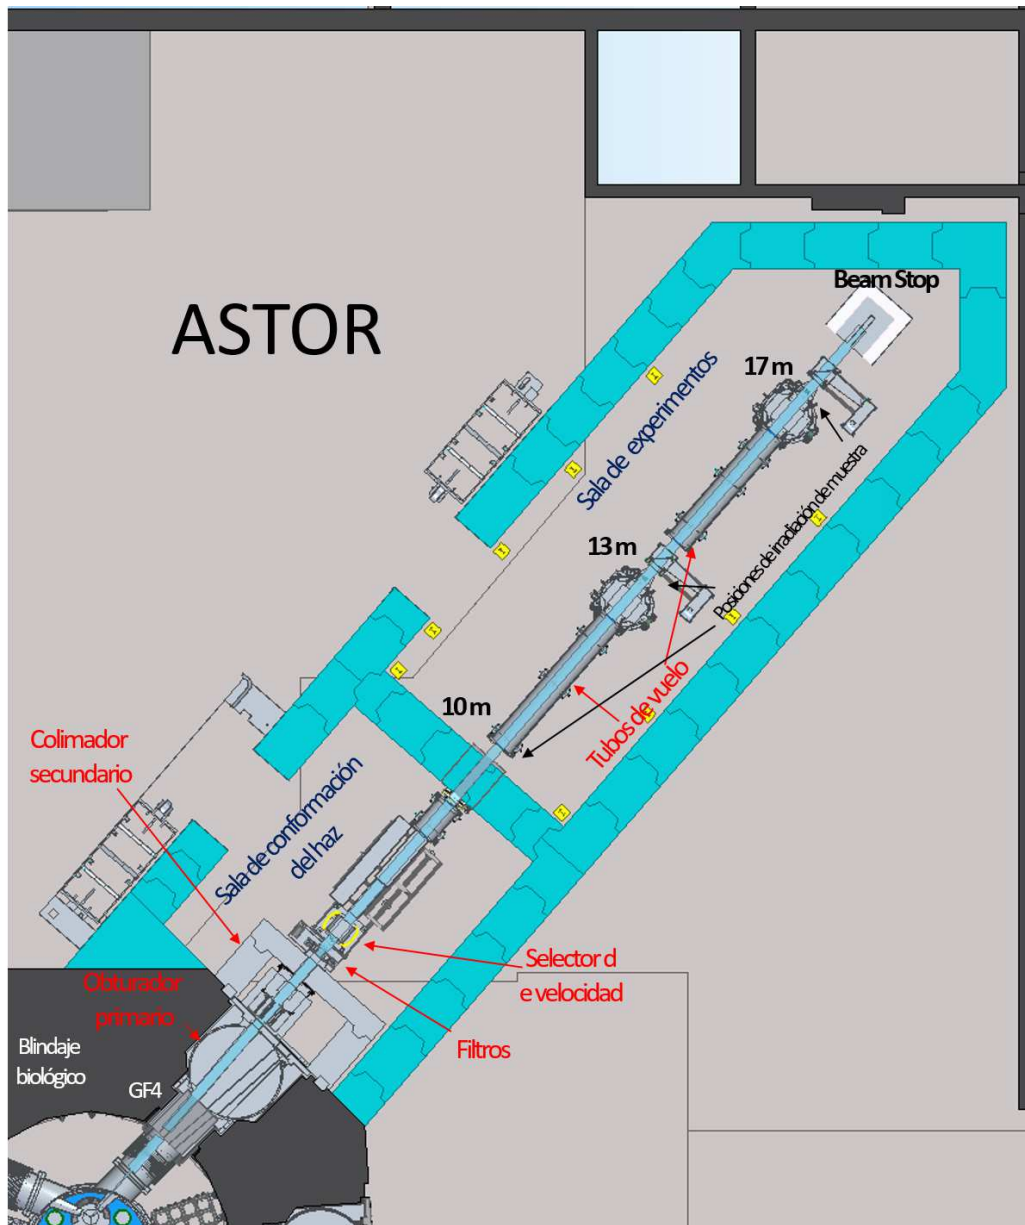 Beam Stop
ASTOR
17 m
Sala de experimentos
Posiciones de irradiación de muestra
13 m
Tubos de vuelo
10 m
Colimador
secundario
Sala de conformación
del haz
Selector d
e velocidad
Obturador
primario
Filtros
Blindaje
biológico
GF4